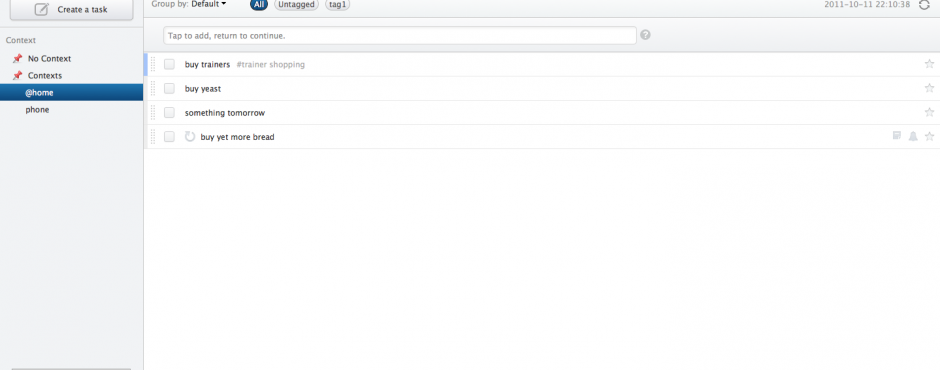 Create a task
Group by: Default All Untagged tag1 2011-10-11 22:10:38
Context
Tap to add, return to continue. ?
No Context
Contexts
@home
phone
buy trainers #trainer shopping
buy yeast
something tomorrow
buy yet more bread